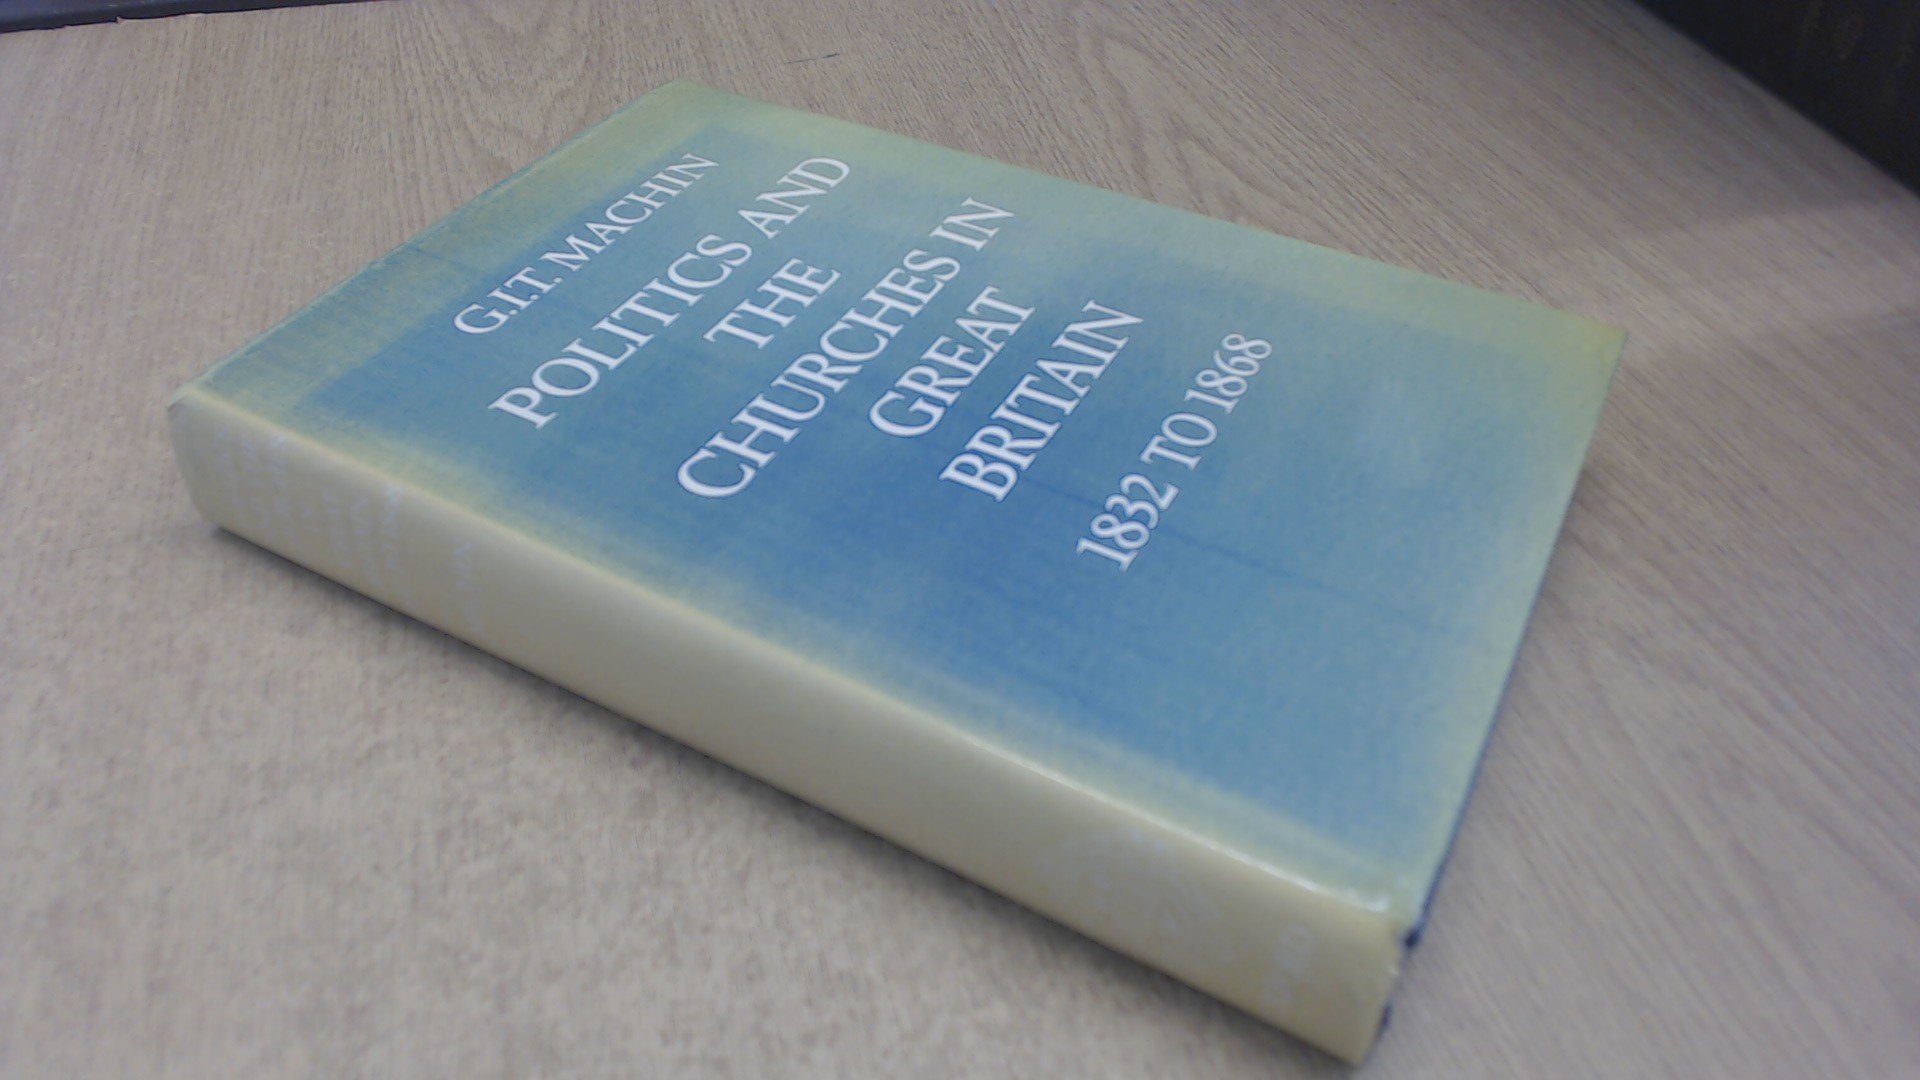 G.I.T. MACHIN
POLITICS AND
THE
CHURCHES IN
GREAT
BRITAIN
1832 TO 1868